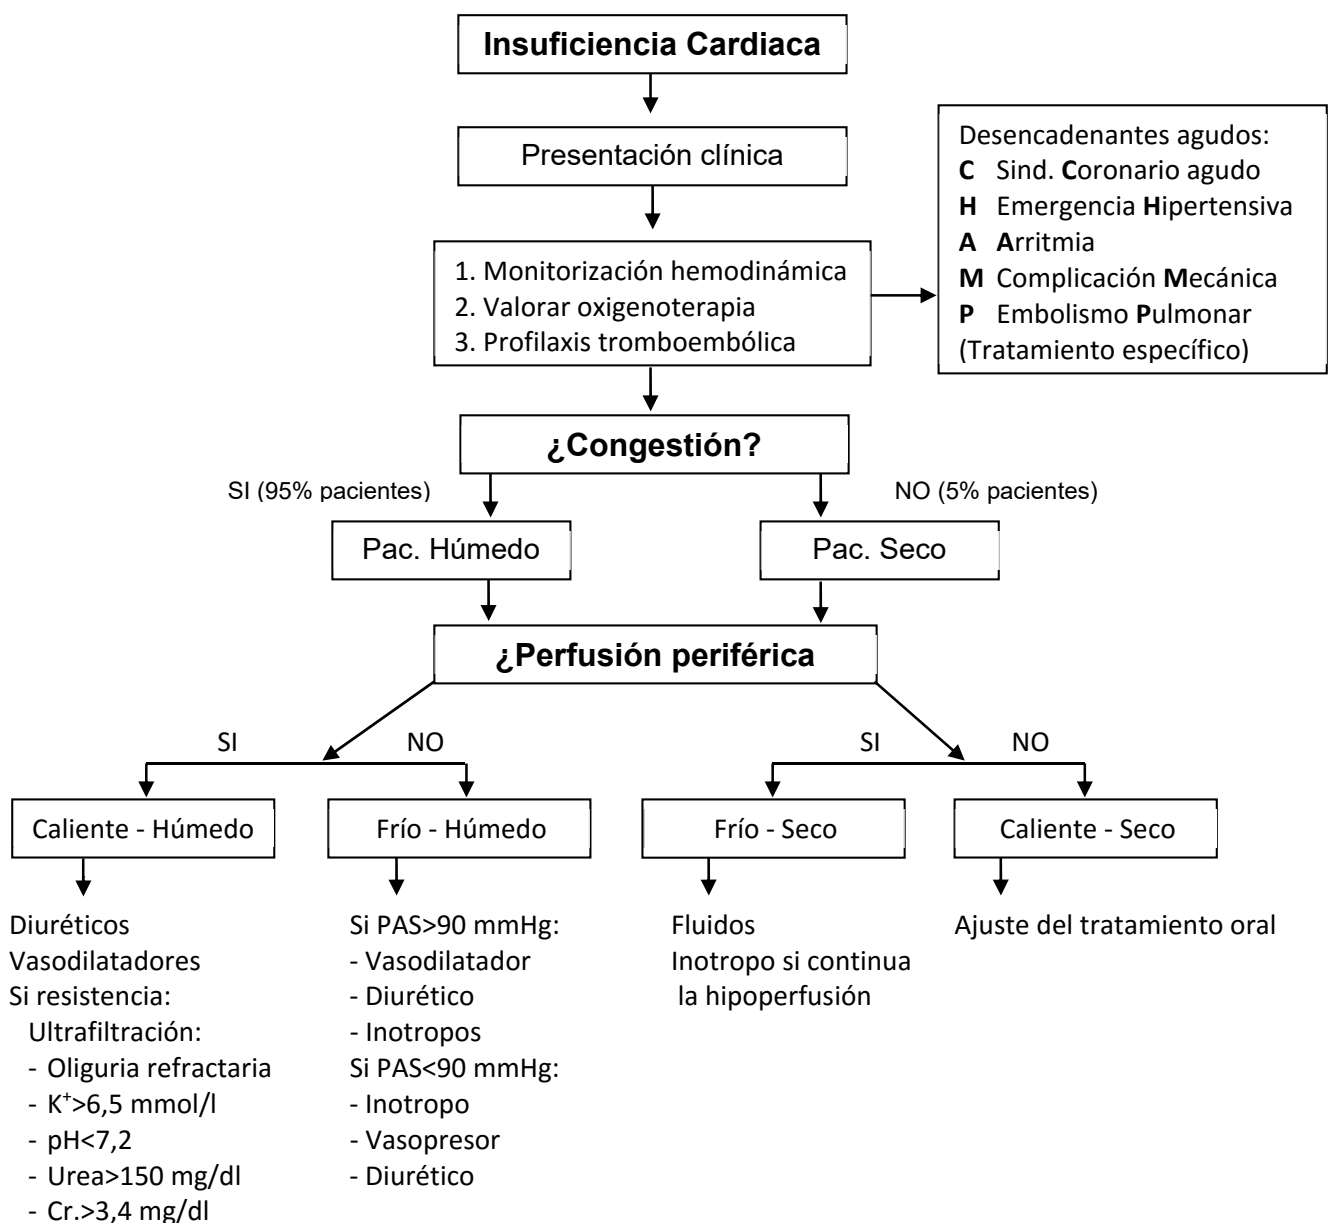 Insuficiencia Cardiaca
Presentación clínica
1. Monitorización hemodinámica
2. Valorar oxigenoterapia
3. Profilaxis tromboembólica
Desencadenantes agudos:
C Sind. Coronario agudo
H Emergencia Hipertensiva
A Arritmia
M Complicación Mecánica
P Embolismo Pulmonar
(Tratamiento específico)
¿Congestión?
SI (95% pacientes)
NO (5% pacientes)
Pac. Húmedo
Pac. Seco
¿Perfusión periférica
SI
NO
SI
NO
Caliente - Húmedo
Frío - Húmedo
Frío - Seco
Caliente - Seco
Diuréticos
Vasodilatadores
Si resistencia:
Ultrafiltración:
- Oliguria refractaria
- K⁺>6,5 mmol/l
- pH<7,2
- Urea>150 mg/dl
- Cr.>3,4 mg/dl
Si PAS>90 mmHg:
- Vasodilatador
- Diurético
- Inotropos
Si PAS<90 mmHg:
- Inotropo
- Vasopresor
- Diurético
Fluidos
Inotropo si continua
la hipoperfusión
Ajuste del tratamiento oral